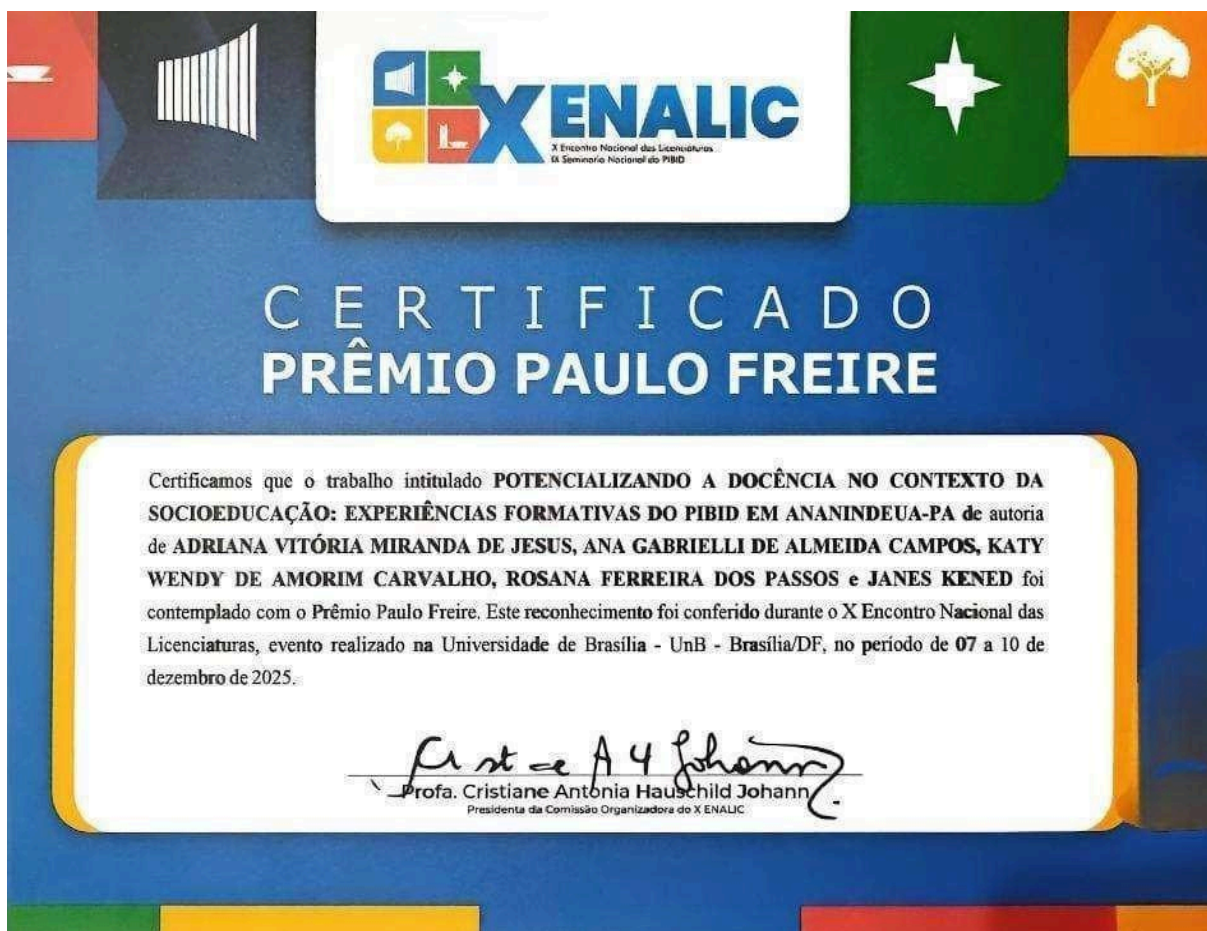 X ENALIC
X Encontro Nacional das Licenciaturas
IX Seminario Nacional do PIBID
CERTIFICADO
PRÊMIO PAULO FREIRE
Certificamos que o trabalho intitulado POTENCIALIZANDO A DOCÊNCIA NO CONTEXTO DA
SOCIOEDUCAÇÃO: EXPERIÊNCIAS FORMATIVAS DO PIBID EM ANANINDEUA-PA de autoria
de ADRIANA VITÓRIA MIRANDA DE JESUS, ANA GABRIELLI DE ALMEIDA CAMPOS, KATY
WENDY DE AMORIM CARVALHO, ROSANA FERREIRA DOS PASSOS e JANES KENED foi
contemplado com o Prêmio Paulo Freire. Este reconhecimento foi conferido durante o X Encontro Nacional das
Licenciaturas, evento realizado na Universidade de Brasília - UnB - Brasília/DF, no período de 07 a 10 de
dezembro de 2025.
Profa. Cristiane Antonia Hauschild Johann
Presidenta da Comissão Organizadora do X ENALIC